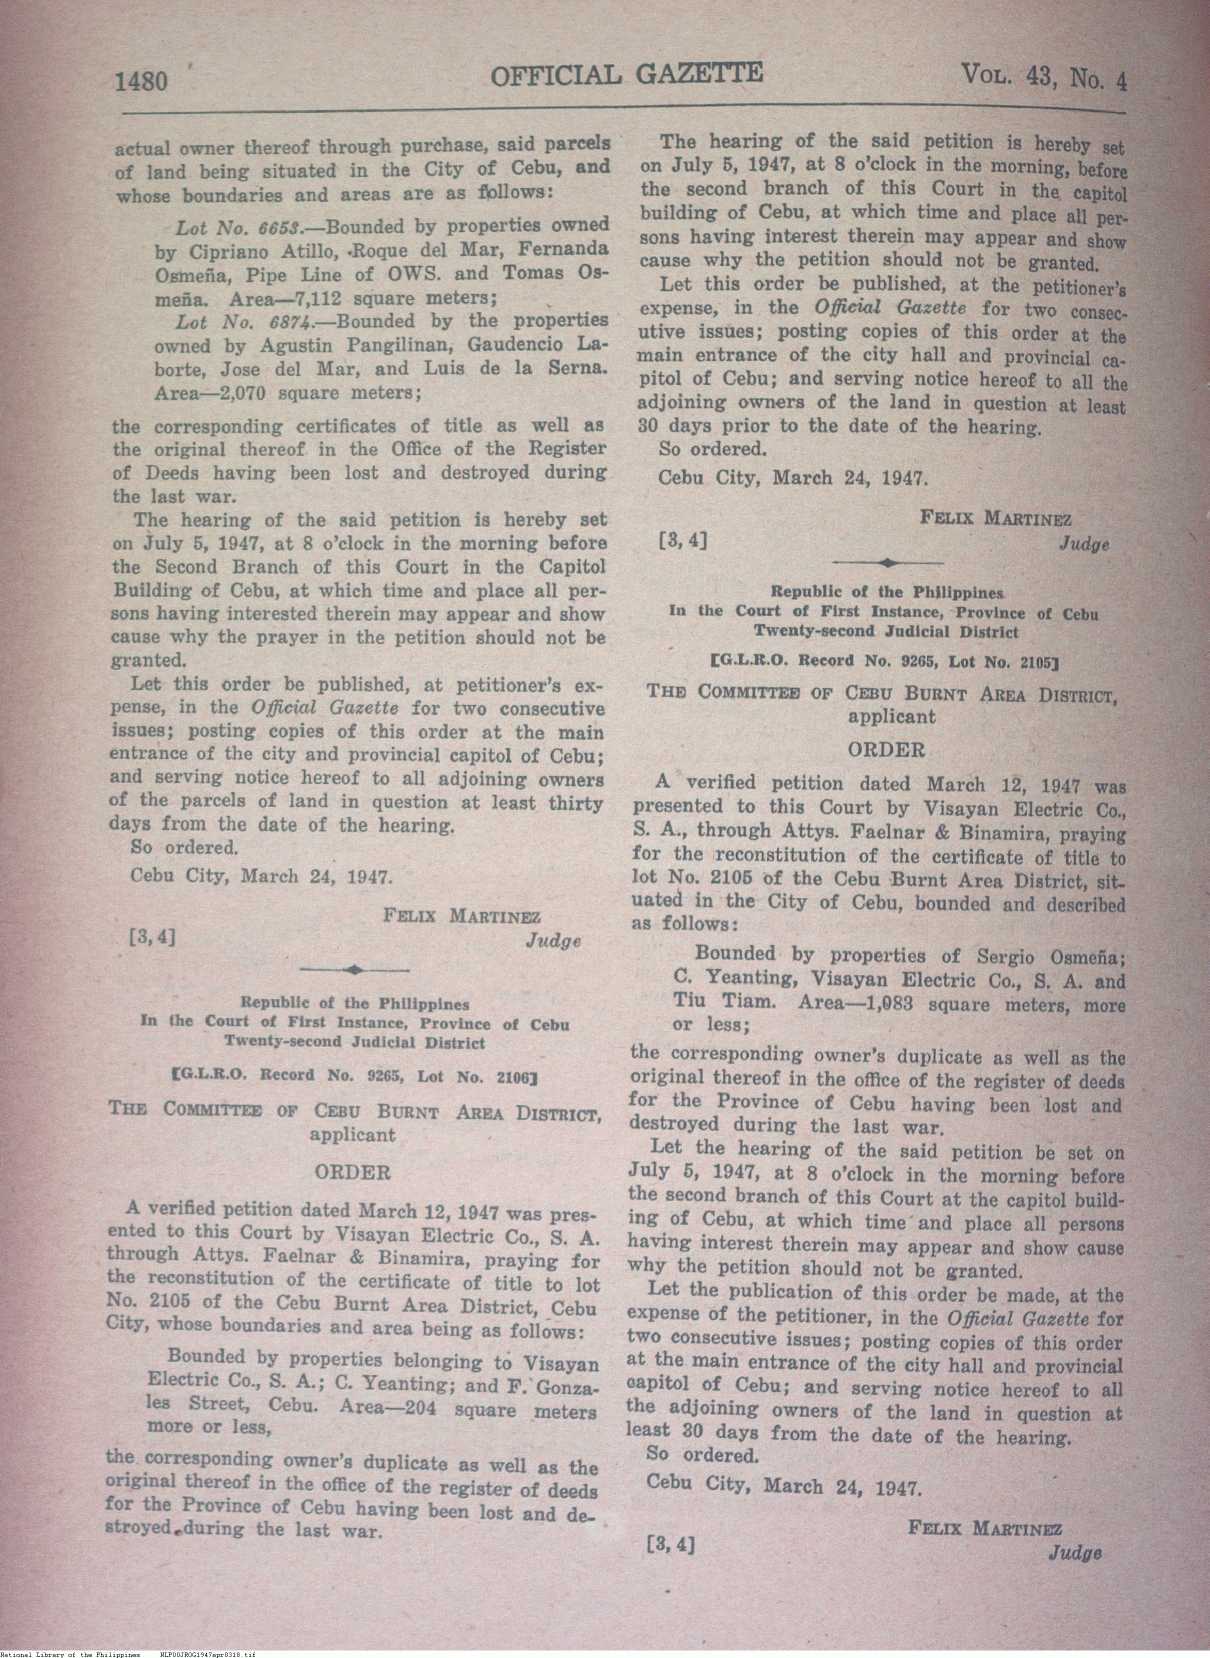 1480
OFFICIAL GAZETTE
VOL. 43, No. 4
actual owner thereof through purchase, said parcels
of land being situated in the City of Cebu, and
whose boundaries and areas are as follows:
Lot No. 6653.—Bounded by properties owned
by Cipriano Atillo, Roque del Mar, Fernanda
Osmeña, Pipe Line of OWS. and Tomas Os-
meña. Area—7,112 square meters;
Lot No. 6874.—Bounded by the properties
owned by Agustin Pangilinan, Gaudencio La-
borte, Jose del Mar, and Luis de la Serna.
Area—2,070 square meters;
the corresponding certificates of title as well as
the original thereof in the Office of the Register
of Deeds having been lost and destroyed during
the last war.
The hearing of the said petition is hereby set
on July 5, 1947, at 8 o'clock in the morning before
the Second Branch of this Court in the Capitol
Building of Cebu, at which time and place all per-
sons having interested therein may appear and show
cause why the prayer in the petition should not be
granted.
Let this order be published, at petitioner's ex-
pense, in the Official Gazette for two consecutive
issues; posting copies of this order at the main
entrance of the city and provincial capitol of Cebu;
and serving notice hereof to all adjoining owners
of the parcels of land in question at least thirty
days from the date of the hearing.
So ordered.
Cebu City, March 24, 1947.
FELIX MARTINEZ
[3, 4] Judge
Republic of the Philippines
In the Court of First Instance, Province of Cebu
Twenty-second Judicial District
[G.L.R.O. Record No. 9265, Lot No. 2106]
THE COMMITTEE OF CEBU BURNT AREA DISTRICT,
applicant
ORDER
A verified petition dated March 12, 1947 was pres-
ented to this Court by Visayan Electric Co., S. A.
through Attys. Faelnar & Binamira, praying for
the reconstitution of the certificate of title to lot
No. 2105 of the Cebu Burnt Area District, Cebu
City, whose boundaries and area being as follows:
Bounded by properties belonging to Visayan
Electric Co., S. A.; C. Yeanting; and F. Gonza-
les Street, Cebu. Area—204 square meters
more or less,
the corresponding owner's duplicate as well as the
original thereof in the office of the register of deeds
for the Province of Cebu having been lost and de-
stroyed during the last war.
The hearing of the said petition is hereby set
on July 5, 1947, at 8 o'clock in the morning, before
the second branch of this Court in the capitol
building of Cebu, at which time and place all per-
sons having interest therein may appear and show
cause why the petition should not be granted.
Let this order be published, at the petitioner's
expense, in the Official Gazette for two consec-
utive issues; posting copies of this order at the
main entrance of the city hall and provincial ca-
pitol of Cebu; and serving notice hereof to all the
adjoining owners of the land in question at least
30 days prior to the date of the hearing.
So ordered.
Cebu City, March 24, 1947.
FELIX MARTINEZ
[3, 4] Judge
Republic of the Philippines
In the Court of First Instance, Province of Cebu
Twenty-second Judicial District
[G.L.R.O. Record No. 9265, Lot No. 2105]
THE COMMITTEE OF CEBU BURNT AREA DISTRICT,
applicant
ORDER
A verified petition dated March 12, 1947 was
presented to this Court by Visayan Electric Co.,
S. A., through Attys. Faelnar & Binamira, praying
for the reconstitution of the certificate of title to
lot No. 2105 of the Cebu Burnt Area District, sit-
uated in the City of Cebu, bounded and described
as follows:
Bounded by properties of Sergio Osmeña;
C. Yeanting, Visayan Electric Co., S. A. and
Tiu Tiam. Area—1,083 square meters, more
or less;
the corresponding owner's duplicate as well as the
original thereof in the office of the register of deeds
for the Province of Cebu having been lost and
destroyed during the last war.
Let the hearing of the said petition be set on
July 5, 1947, at 8 o'clock in the morning before
the second branch of this Court at the capitol build-
ing of Cebu, at which time and place all persons
having interest therein may appear and show cause
why the petition should not be granted.
Let the publication of this order be made, at the
expense of the petitioner, in the Official Gazette for
two consecutive issues; posting copies of this order
at the main entrance of the city hall and provincial
capitol of Cebu; and serving notice hereof to all
the adjoining owners of the land in question at
least 30 days from the date of the hearing.
So ordered.
Cebu City, March 24, 1947.
FELIX MARTINEZ
[3, 4] Judge
National Library of the Philippines NLP00JROG1947apr0318.tif